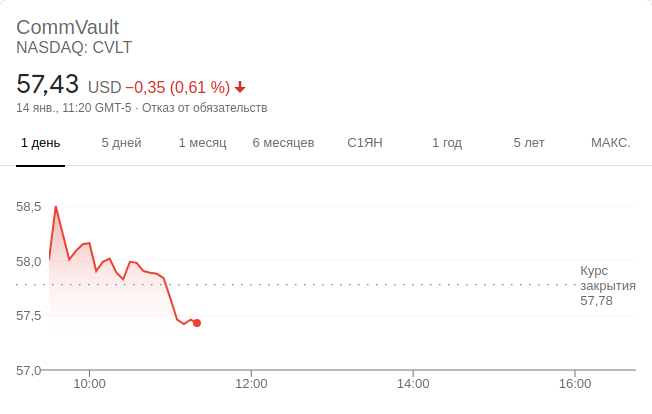 CommVault
NASDAQ: CVLT
57,43 USD −0,35 (0,61 %)
14 янв., 11:20 GMT-5 · Отказ от обязательств
1 день 5 дней 1 месяц 6 месяцев С1ЯН 1 год 5 лет МАКС.
58,5
58,0
Курс
закрытия
57,78
57,5
57,0
10:00 12:00 14:00 16:00